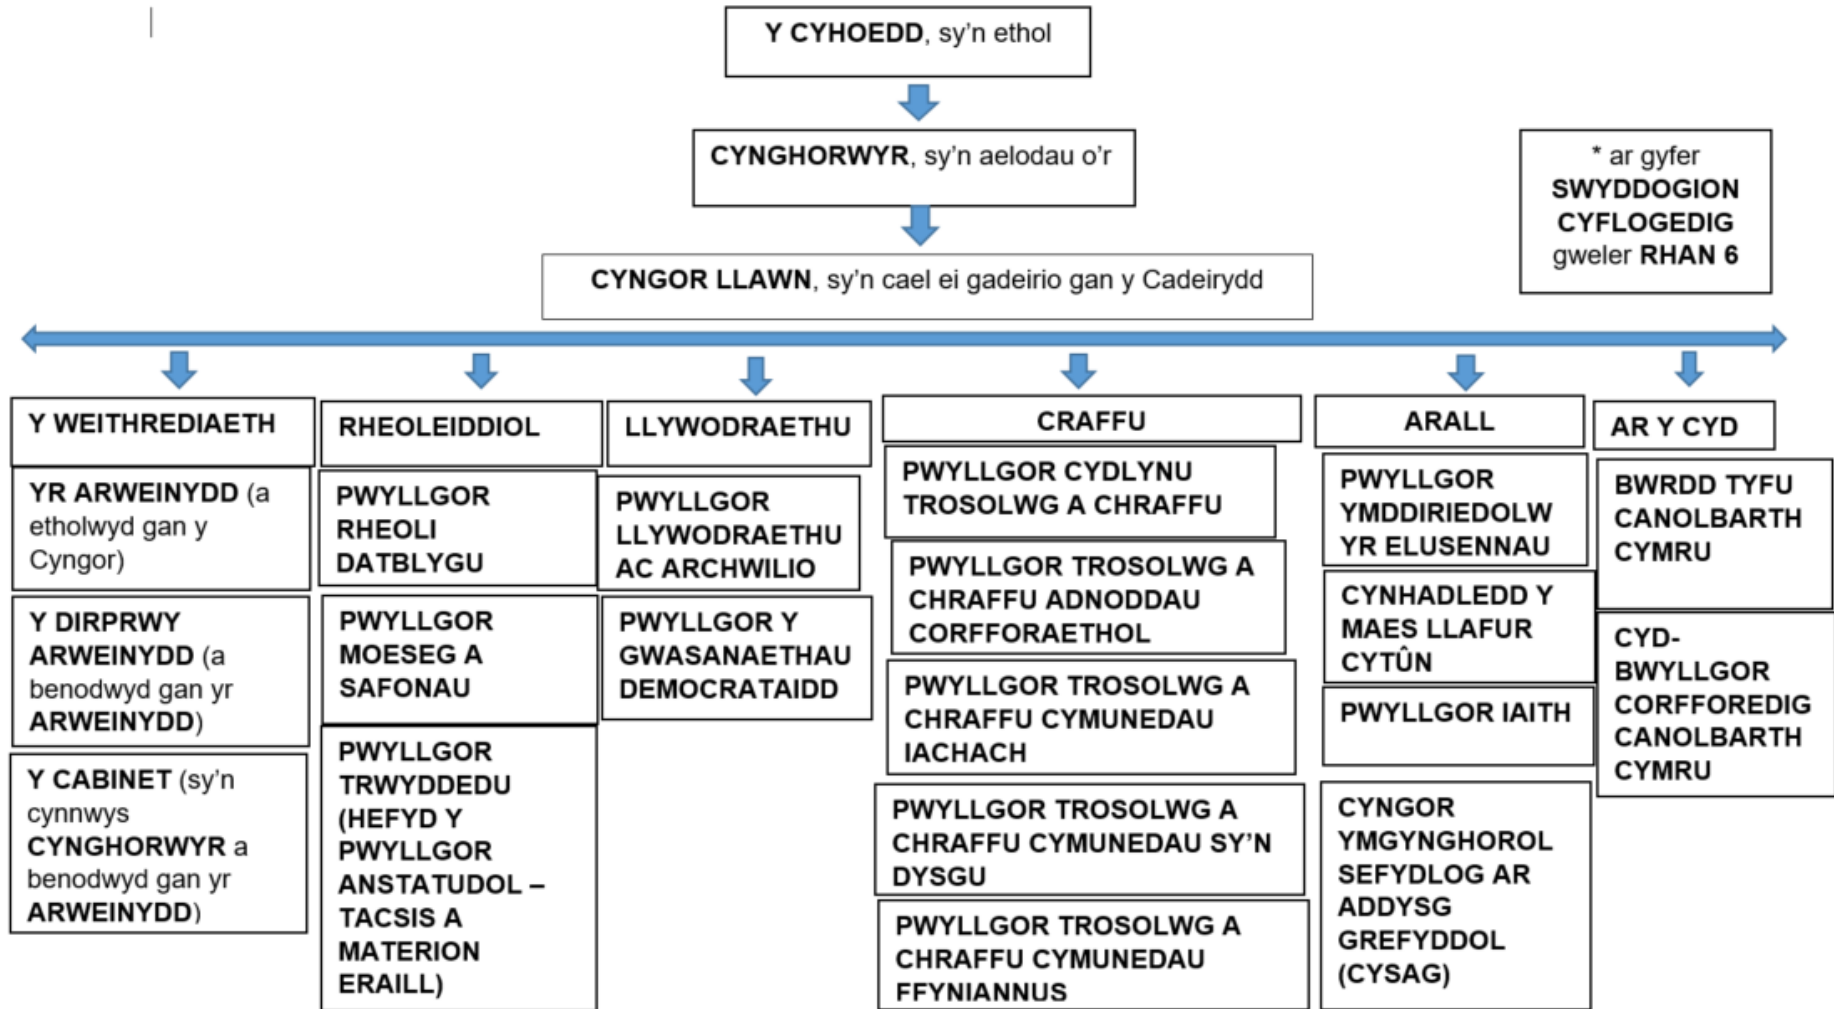 Y CYHOEDD, sy’n ethol
CYNGHORWYR, sy’n aelodau o’r
* ar gyfer
SWYDDOGION
CYFLOGEDIG
gweler RHAN 6
CYNGOR LLAWN, sy’n cael ei gadeirio gan y Cadeirydd
Y WEITHREDIAETH
YR ARWEINYDD (a
etholwyd gan y
Cyngor)
Y DIRPRWY
ARWEINYDD (a
benodwyd gan yr
ARWEINYDD)
Y CABINET (sy’n
cynnwys
CYNGHORWYR a
benodwyd gan yr
ARWEINYDD)
RHEOLEIDDIOL
PWYLLGOR
RHEOLI
DATBLYGU
PWYLLGOR
MOESEG A
SAFONAU
PWYLLGOR
TRWYDDEDU
(HEFYD Y
PWYLLGOR
ANSTATUDOL –
TACSIS A
MATERION
ERAILL)
LLYWODRAETHU
PWYLLGOR
LLYWODRAETHU
AC ARCHWILIO
PWYLLGOR Y
GWASANAETHAU
DEMOCRATAIDD
CRAFFU
PWYLLGOR CYDLYNU
TROSOLWG A CHRAFFU
PWYLLGOR TROSOLWG A
CHRAFFU ADNODDAU
CORFFORAETHOL
PWYLLGOR TROSOLWG A
CHRAFFU CYMUNEDAU
IACHACH
PWYLLGOR TROSOLWG A
CHRAFFU CYMUNEDAU SY’N
DYSGU
PWYLLGOR TROSOLWG A
CHRAFFU CYMUNEDAU
FFYNIANNUS
ARALL
PWYLLGOR
YMDDIRIEDOLW
YR ELUSENNAU
CYNHADLEDD Y
MAES LLAFUR
CYTÛN
PWYLLGOR IAITH
CYNGOR
YMGYNGHOROL
SEFYDLOG AR
ADDYSG
GREFYDDOL
(CYSAG)
AR Y CYD
BWRDD TYFU
CANOLBARTH
CYMRU
CYD-
BWYLLGOR
CORFFOREDIG
CANOLBARTH
CYMRU